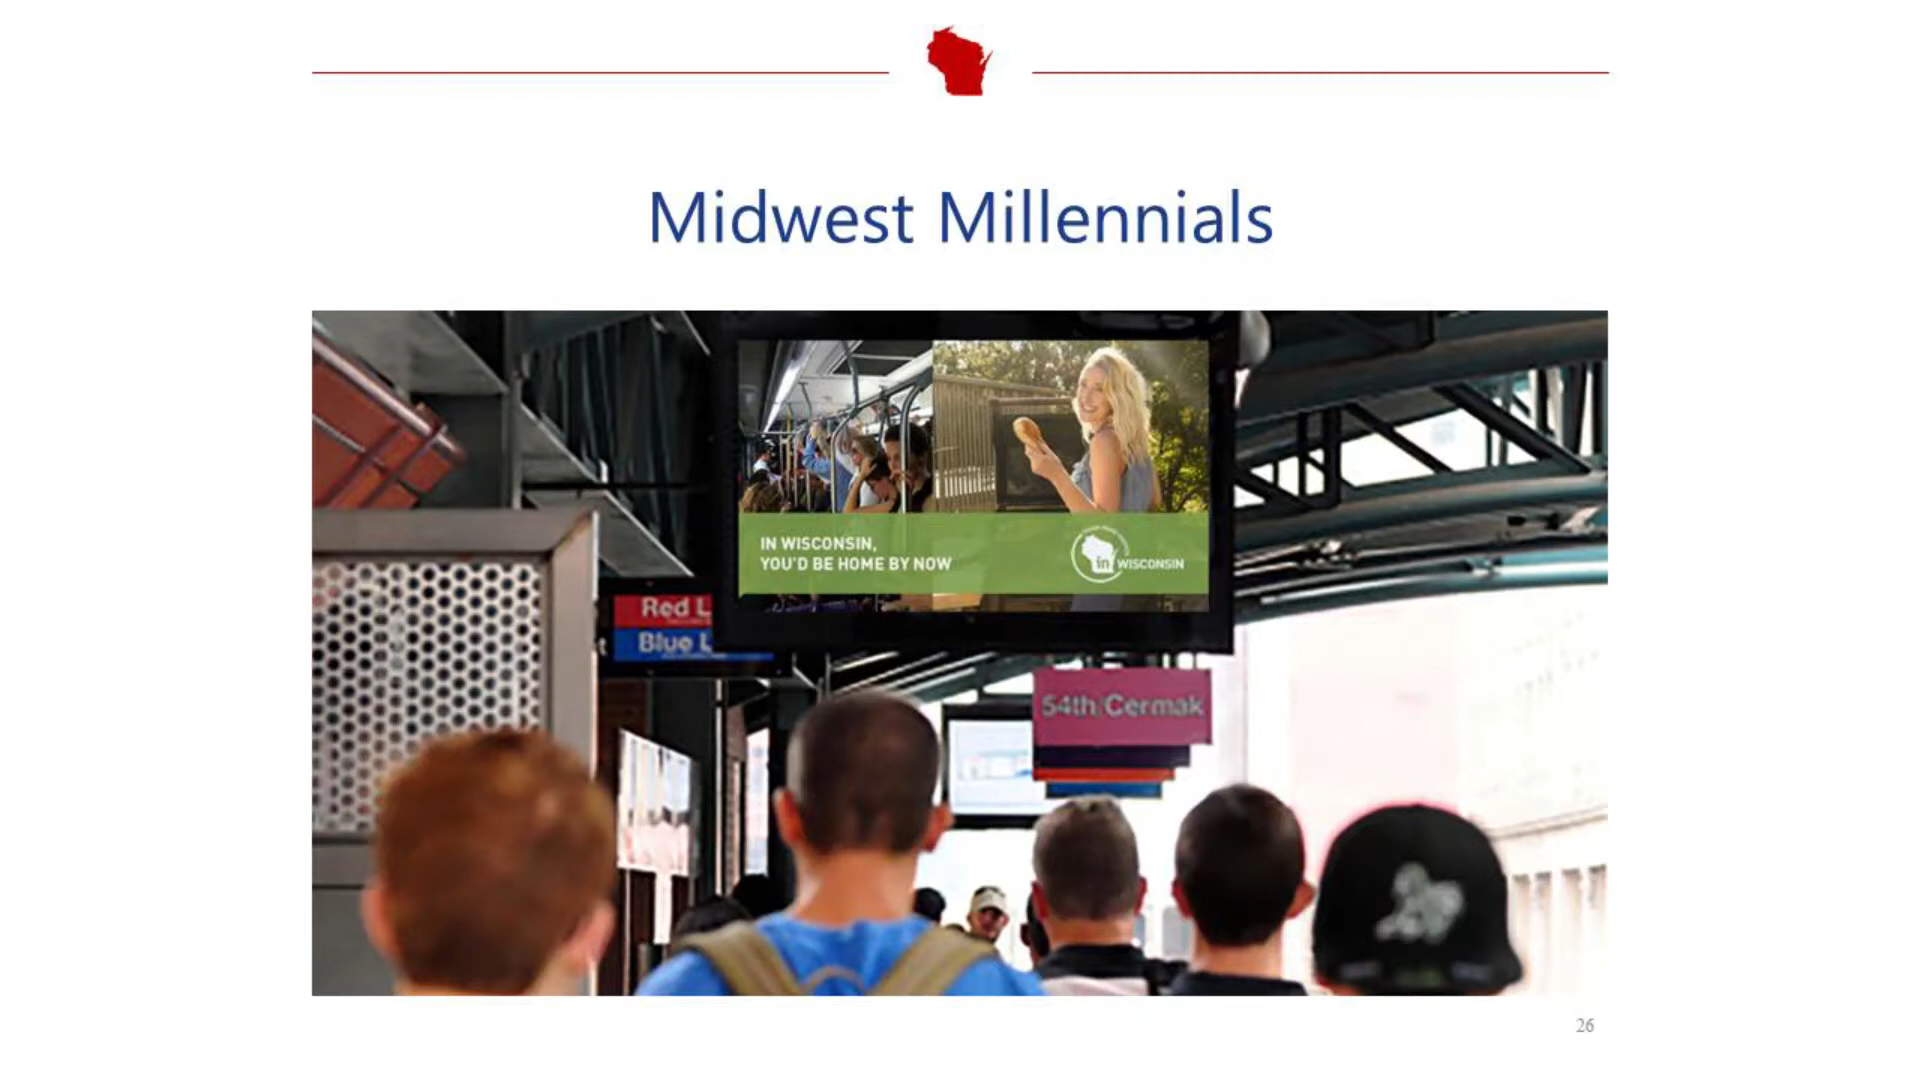 Midwest Millennials
IN WISCONSIN,
YOU'D BE HOME BY NOW
in WISCONSIN
Red L
Blue L
54th/Cermak
26